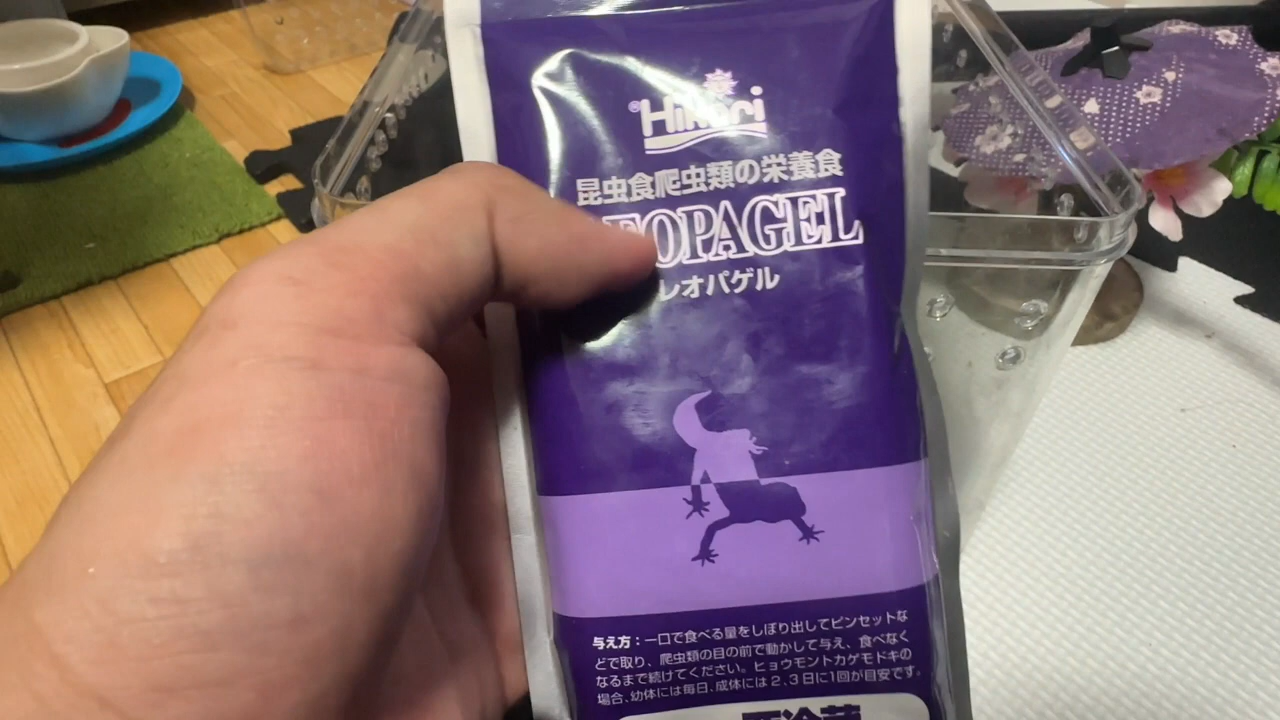 Hikari
昆虫食爬虫類の栄養食
EOPAGEL
レオパゲル
与え方：一口で食べる量をしぼり出してピンセットな
どで取り、爬虫類の目の前で動かして与え、食べなく
なるまで続けてください。ヒョウモントカゲモドキの
場合、幼体には毎日、成体には2、3日に1回が目安です。